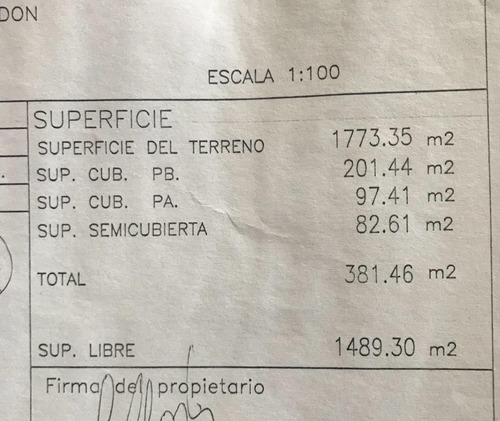 DON
ESCALA 1:100
SUPERFICIE
SUPERFICIE DEL TERRENO 1773.35 m2
SUP. CUB. PB. 201.44 m2
SUP. CUB. PA. 97.41 m2
SUP. SEMICUBIERTA 82.61 m2
TOTAL 381.46 m2
SUP. LIBRE 1489.30 m2
Firma del propietario